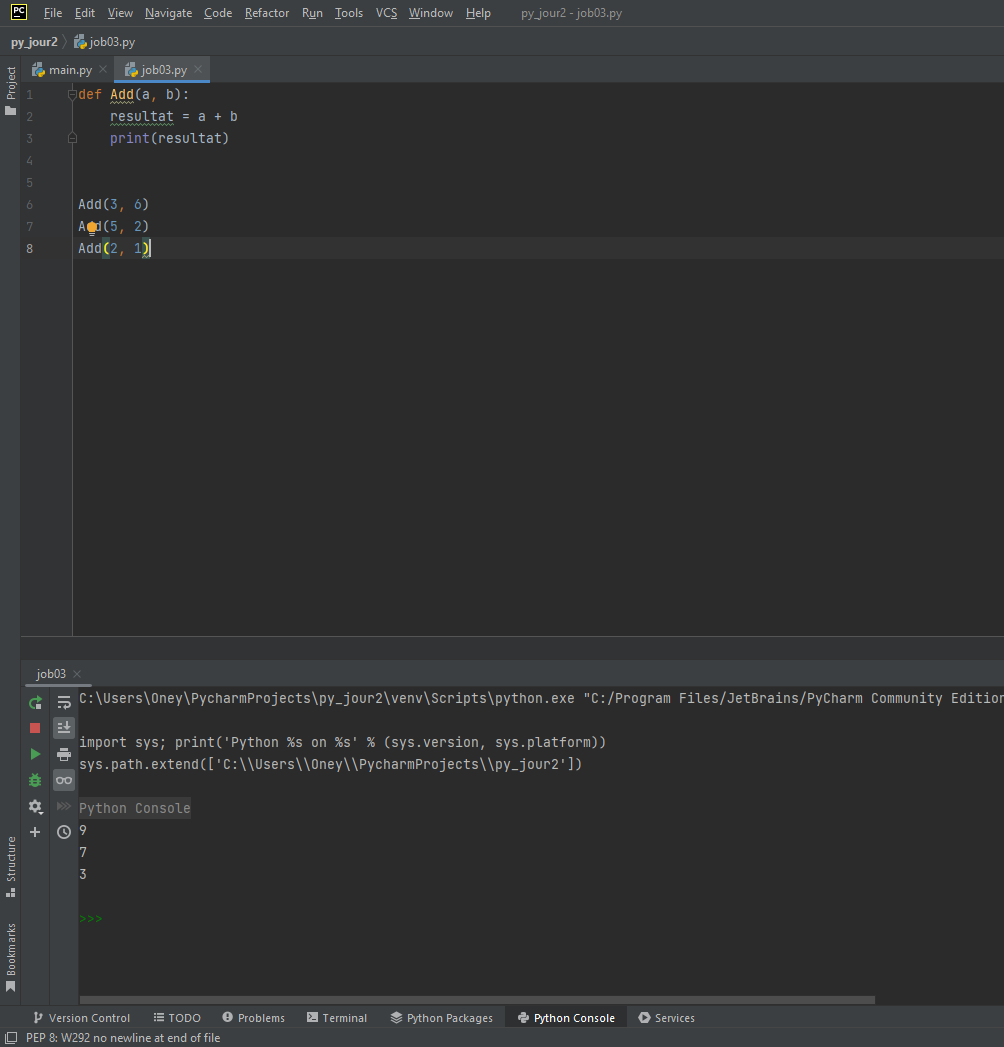 PC File Edit View Navigate Code Refactor Run Tools VCS Window Help py_jour2 - job03.py
py_jour2 job03.py
Project
main.py job03.py
1 def Add(a, b):
2 resultat = a + b
3 print(resultat)
4
5
6 Add(3, 6)
7 Add(5, 2)
8 Add(2, 1)
job03
C:\Users\Oney\PycharmProjects\py_jour2\venv\Scripts\python.exe "C:/Program Files/JetBrains/PyCharm Community Edition
import sys; print('Python %s on %s' % (sys.version, sys.platform))
sys.path.extend(['C:\\Users\\Oney\\PycharmProjects\\py_jour2'])
Python Console
9
7
3
>>>
Structure
Bookmarks
Version Control TODO Problems Terminal Python Packages Python Console Services
PEP 8: W292 no newline at end of file